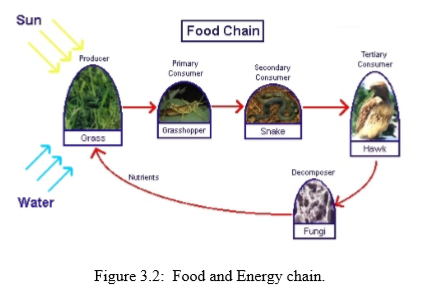 Sun
Food Chain
Producer
Primary
Consumer
Secondary
Consumer
Tertiary
Consumer
Grass
Grasshopper
Snake
Hawk
Water
Nutrients
Decomposer
Fungi
Figure 3.2: Food and Energy chain.